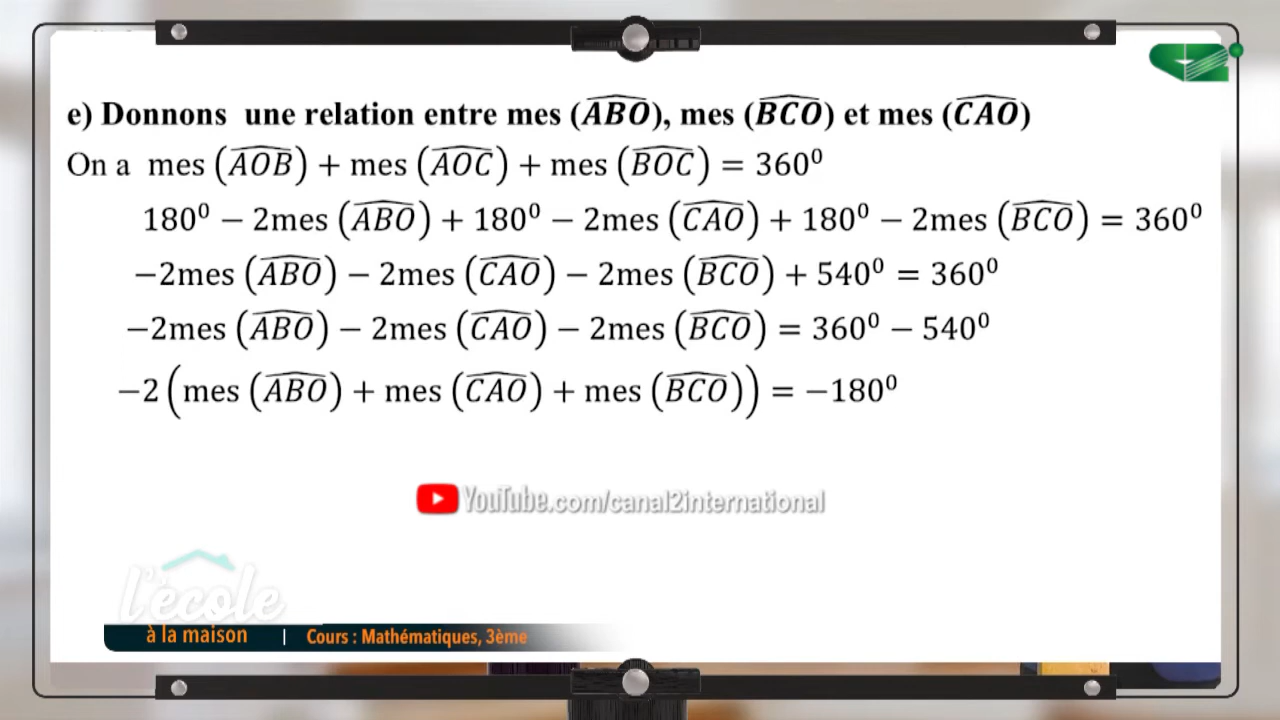 e) Donnons une relation entre mes (ABO), mes (BCO) et mes (CAO)
On a mes (AOB) + mes (AOC) + mes (BOC) = 360⁰
180⁰ − 2mes (ABO) + 180⁰ − 2mes (CAO) + 180⁰ − 2mes (BCO) = 360⁰
−2mes (ABO) − 2mes (CAO) − 2mes (BCO) + 540⁰ = 360⁰
−2mes (ABO) − 2mes (CAO) − 2mes (BCO) = 360⁰ − 540⁰
−2 (mes (ABO) + mes (CAO) + mes (BCO)) = −180⁰
YouTube.com/canal2international
l'école
à la maison | Cours : Mathématiques, 3ème